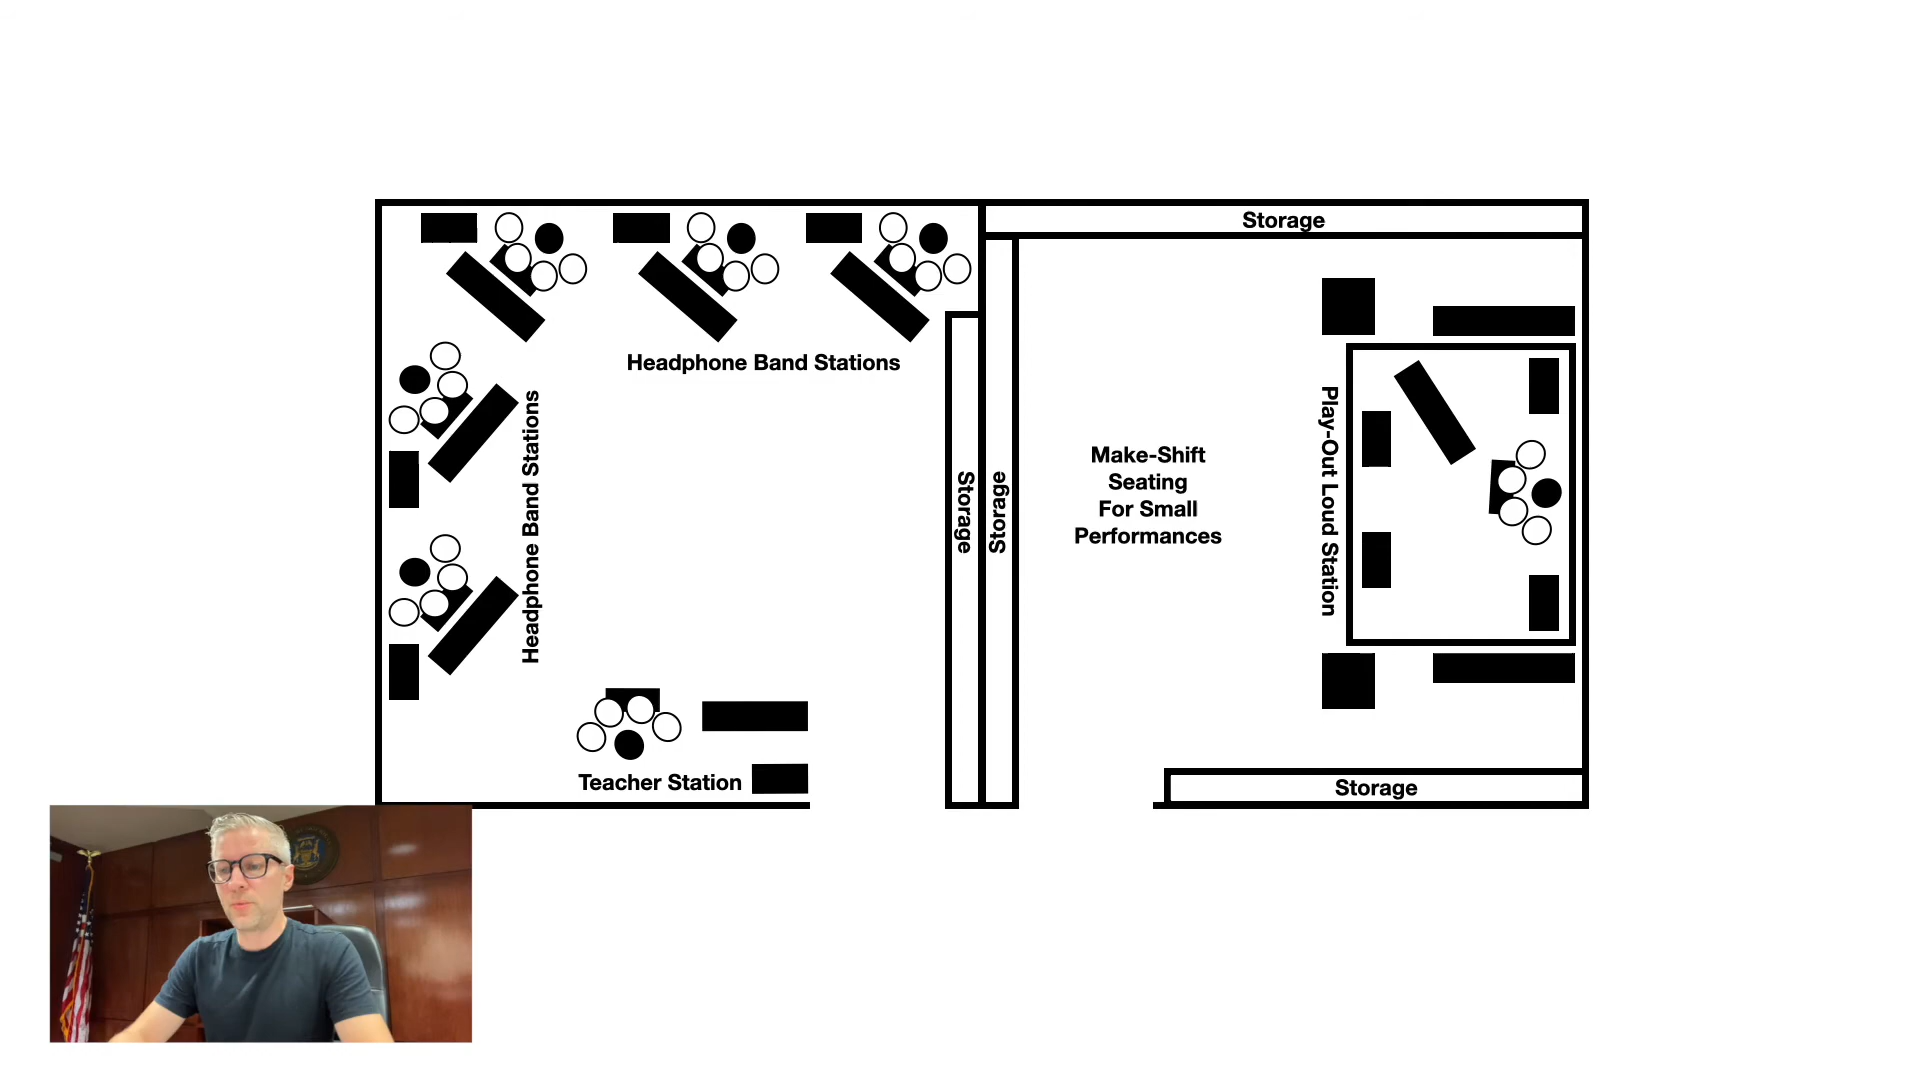 Storage
Headphone Band Stations
Headphone Band Stations
Storage
Storage
Make-Shift
Seating
For Small
Performances
Play-Out Loud Station
Teacher Station
Storage